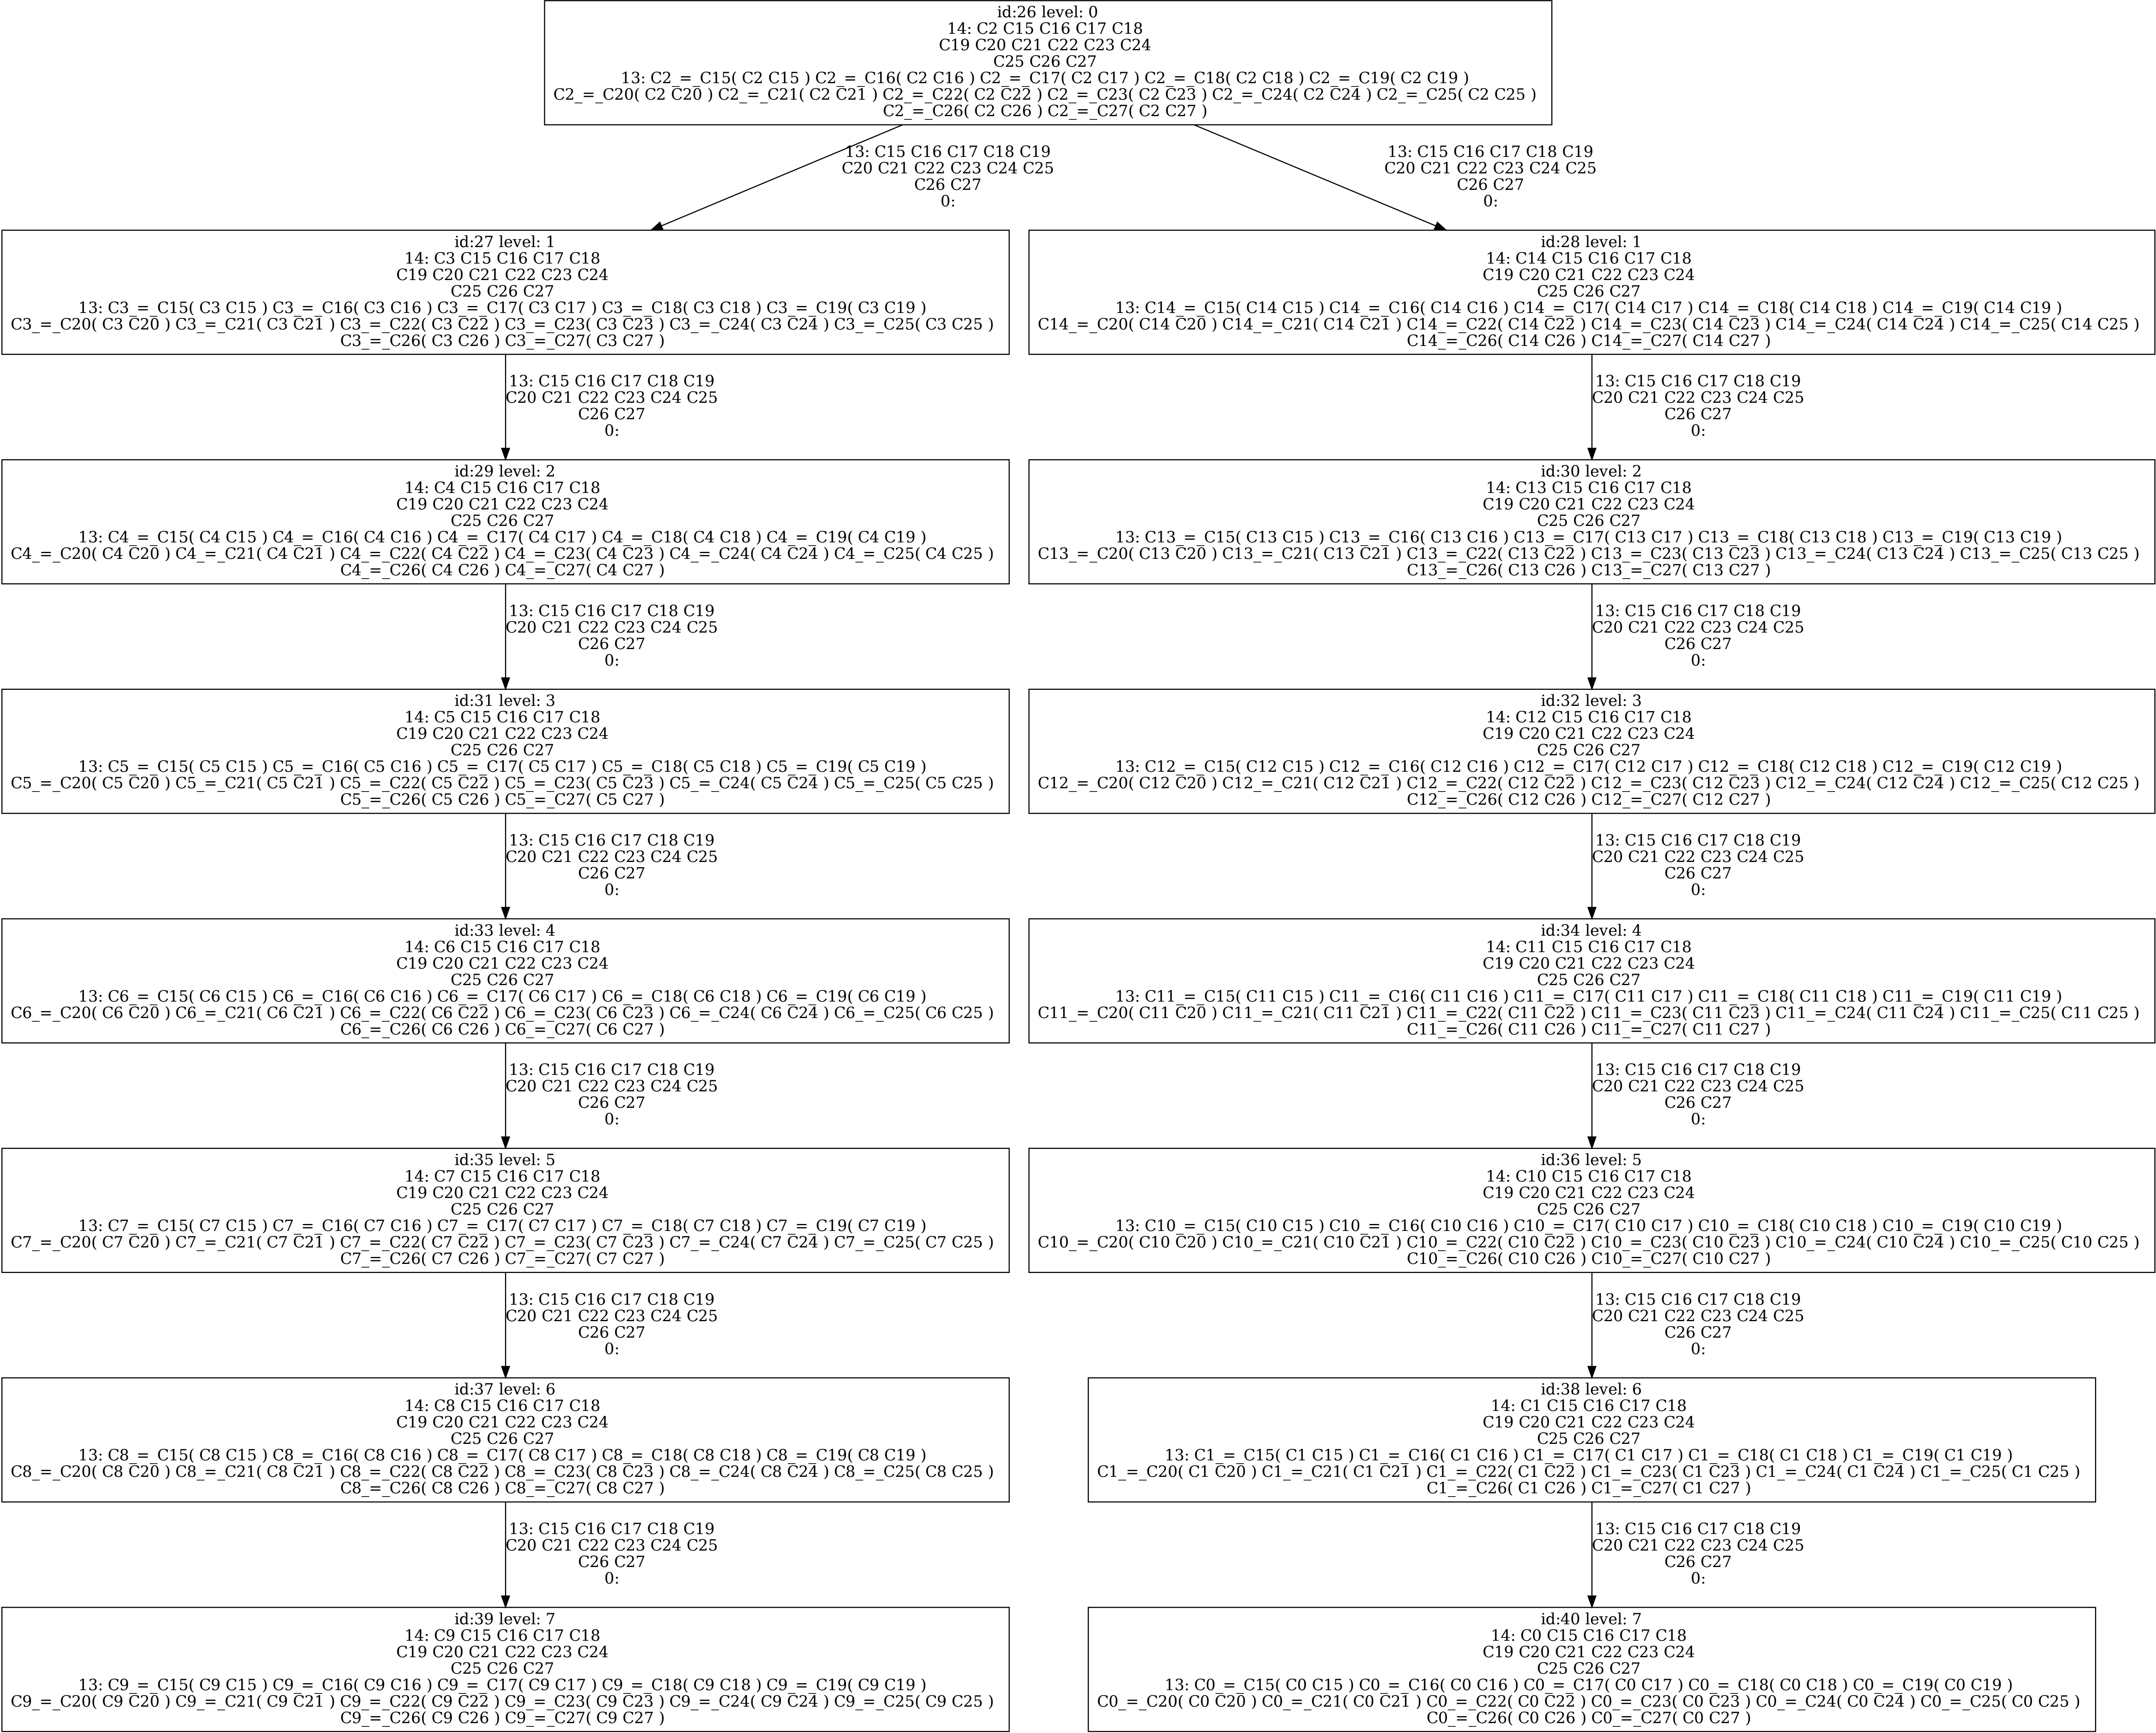 id:26 level: 0
14: C2 C15 C16 C17 C18
C19 C20 C21 C22 C23 C24
C25 C26 C27
13: C2_=_C15( C2 C15 ) C2_=_C16( C2 C16 ) C2_=_C17( C2 C17 ) C2_=_C18( C2 C18 ) C2_=_C19( C2 C19 )
C2_=_C20( C2 C20 ) C2_=_C21( C2 C21 ) C2_=_C22( C2 C22 ) C2_=_C23( C2 C23 ) C2_=_C24( C2 C24 ) C2_=_C25( C2 C25 )
C2_=_C26( C2 C26 ) C2_=_C27( C2 C27 )
13: C15 C16 C17 C18 C19
C20 C21 C22 C23 C24 C25
C26 C27
0:
13: C15 C16 C17 C18 C19
C20 C21 C22 C23 C24 C25
C26 C27
0:
id:27 level: 1
14: C3 C15 C16 C17 C18
C19 C20 C21 C22 C23 C24
C25 C26 C27
13: C3_=_C15( C3 C15 ) C3_=_C16( C3 C16 ) C3_=_C17( C3 C17 ) C3_=_C18( C3 C18 ) C3_=_C19( C3 C19 )
C3_=_C20( C3 C20 ) C3_=_C21( C3 C21 ) C3_=_C22( C3 C22 ) C3_=_C23( C3 C23 ) C3_=_C24( C3 C24 ) C3_=_C25( C3 C25 )
C3_=_C26( C3 C26 ) C3_=_C27( C3 C27 )
id:28 level: 1
14: C14 C15 C16 C17 C18
C19 C20 C21 C22 C23 C24
C25 C26 C27
13: C14_=_C15( C14 C15 ) C14_=_C16( C14 C16 ) C14_=_C17( C14 C17 ) C14_=_C18( C14 C18 ) C14_=_C19( C14 C19 )
C14_=_C20( C14 C20 ) C14_=_C21( C14 C21 ) C14_=_C22( C14 C22 ) C14_=_C23( C14 C23 ) C14_=_C24( C14 C24 ) C14_=_C25( C14 C25 )
C14_=_C26( C14 C26 ) C14_=_C27( C14 C27 )
13: C15 C16 C17 C18 C19
C20 C21 C22 C23 C24 C25
C26 C27
0:
13: C15 C16 C17 C18 C19
C20 C21 C22 C23 C24 C25
C26 C27
0:
id:29 level: 2
14: C4 C15 C16 C17 C18
C19 C20 C21 C22 C23 C24
C25 C26 C27
13: C4_=_C15( C4 C15 ) C4_=_C16( C4 C16 ) C4_=_C17( C4 C17 ) C4_=_C18( C4 C18 ) C4_=_C19( C4 C19 )
C4_=_C20( C4 C20 ) C4_=_C21( C4 C21 ) C4_=_C22( C4 C22 ) C4_=_C23( C4 C23 ) C4_=_C24( C4 C24 ) C4_=_C25( C4 C25 )
C4_=_C26( C4 C26 ) C4_=_C27( C4 C27 )
id:30 level: 2
14: C13 C15 C16 C17 C18
C19 C20 C21 C22 C23 C24
C25 C26 C27
13: C13_=_C15( C13 C15 ) C13_=_C16( C13 C16 ) C13_=_C17( C13 C17 ) C13_=_C18( C13 C18 ) C13_=_C19( C13 C19 )
C13_=_C20( C13 C20 ) C13_=_C21( C13 C21 ) C13_=_C22( C13 C22 ) C13_=_C23( C13 C23 ) C13_=_C24( C13 C24 ) C13_=_C25( C13 C25 )
C13_=_C26( C13 C26 ) C13_=_C27( C13 C27 )
13: C15 C16 C17 C18 C19
C20 C21 C22 C23 C24 C25
C26 C27
0:
13: C15 C16 C17 C18 C19
C20 C21 C22 C23 C24 C25
C26 C27
0:
id:31 level: 3
14: C5 C15 C16 C17 C18
C19 C20 C21 C22 C23 C24
C25 C26 C27
13: C5_=_C15( C5 C15 ) C5_=_C16( C5 C16 ) C5_=_C17( C5 C17 ) C5_=_C18( C5 C18 ) C5_=_C19( C5 C19 )
C5_=_C20( C5 C20 ) C5_=_C21( C5 C21 ) C5_=_C22( C5 C22 ) C5_=_C23( C5 C23 ) C5_=_C24( C5 C24 ) C5_=_C25( C5 C25 )
C5_=_C26( C5 C26 ) C5_=_C27( C5 C27 )
id:32 level: 3
14: C12 C15 C16 C17 C18
C19 C20 C21 C22 C23 C24
C25 C26 C27
13: C12_=_C15( C12 C15 ) C12_=_C16( C12 C16 ) C12_=_C17( C12 C17 ) C12_=_C18( C12 C18 ) C12_=_C19( C12 C19 )
C12_=_C20( C12 C20 ) C12_=_C21( C12 C21 ) C12_=_C22( C12 C22 ) C12_=_C23( C12 C23 ) C12_=_C24( C12 C24 ) C12_=_C25( C12 C25 )
C12_=_C26( C12 C26 ) C12_=_C27( C12 C27 )
13: C15 C16 C17 C18 C19
C20 C21 C22 C23 C24 C25
C26 C27
0:
13: C15 C16 C17 C18 C19
C20 C21 C22 C23 C24 C25
C26 C27
0:
id:33 level: 4
14: C6 C15 C16 C17 C18
C19 C20 C21 C22 C23 C24
C25 C26 C27
13: C6_=_C15( C6 C15 ) C6_=_C16( C6 C16 ) C6_=_C17( C6 C17 ) C6_=_C18( C6 C18 ) C6_=_C19( C6 C19 )
C6_=_C20( C6 C20 ) C6_=_C21( C6 C21 ) C6_=_C22( C6 C22 ) C6_=_C23( C6 C23 ) C6_=_C24( C6 C24 ) C6_=_C25( C6 C25 )
C6_=_C26( C6 C26 ) C6_=_C27( C6 C27 )
id:34 level: 4
14: C11 C15 C16 C17 C18
C19 C20 C21 C22 C23 C24
C25 C26 C27
13: C11_=_C15( C11 C15 ) C11_=_C16( C11 C16 ) C11_=_C17( C11 C17 ) C11_=_C18( C11 C18 ) C11_=_C19( C11 C19 )
C11_=_C20( C11 C20 ) C11_=_C21( C11 C21 ) C11_=_C22( C11 C22 ) C11_=_C23( C11 C23 ) C11_=_C24( C11 C24 ) C11_=_C25( C11 C25 )
C11_=_C26( C11 C26 ) C11_=_C27( C11 C27 )
13: C15 C16 C17 C18 C19
C20 C21 C22 C23 C24 C25
C26 C27
0:
13: C15 C16 C17 C18 C19
C20 C21 C22 C23 C24 C25
C26 C27
0:
id:35 level: 5
14: C7 C15 C16 C17 C18
C19 C20 C21 C22 C23 C24
C25 C26 C27
13: C7_=_C15( C7 C15 ) C7_=_C16( C7 C16 ) C7_=_C17( C7 C17 ) C7_=_C18( C7 C18 ) C7_=_C19( C7 C19 )
C7_=_C20( C7 C20 ) C7_=_C21( C7 C21 ) C7_=_C22( C7 C22 ) C7_=_C23( C7 C23 ) C7_=_C24( C7 C24 ) C7_=_C25( C7 C25 )
C7_=_C26( C7 C26 ) C7_=_C27( C7 C27 )
id:36 level: 5
14: C10 C15 C16 C17 C18
C19 C20 C21 C22 C23 C24
C25 C26 C27
13: C10_=_C15( C10 C15 ) C10_=_C16( C10 C16 ) C10_=_C17( C10 C17 ) C10_=_C18( C10 C18 ) C10_=_C19( C10 C19 )
C10_=_C20( C10 C20 ) C10_=_C21( C10 C21 ) C10_=_C22( C10 C22 ) C10_=_C23( C10 C23 ) C10_=_C24( C10 C24 ) C10_=_C25( C10 C25 )
C10_=_C26( C10 C26 ) C10_=_C27( C10 C27 )
13: C15 C16 C17 C18 C19
C20 C21 C22 C23 C24 C25
C26 C27
0:
13: C15 C16 C17 C18 C19
C20 C21 C22 C23 C24 C25
C26 C27
0:
id:37 level: 6
14: C8 C15 C16 C17 C18
C19 C20 C21 C22 C23 C24
C25 C26 C27
13: C8_=_C15( C8 C15 ) C8_=_C16( C8 C16 ) C8_=_C17( C8 C17 ) C8_=_C18( C8 C18 ) C8_=_C19( C8 C19 )
C8_=_C20( C8 C20 ) C8_=_C21( C8 C21 ) C8_=_C22( C8 C22 ) C8_=_C23( C8 C23 ) C8_=_C24( C8 C24 ) C8_=_C25( C8 C25 )
C8_=_C26( C8 C26 ) C8_=_C27( C8 C27 )
id:38 level: 6
14: C1 C15 C16 C17 C18
C19 C20 C21 C22 C23 C24
C25 C26 C27
13: C1_=_C15( C1 C15 ) C1_=_C16( C1 C16 ) C1_=_C17( C1 C17 ) C1_=_C18( C1 C18 ) C1_=_C19( C1 C19 )
C1_=_C20( C1 C20 ) C1_=_C21( C1 C21 ) C1_=_C22( C1 C22 ) C1_=_C23( C1 C23 ) C1_=_C24( C1 C24 ) C1_=_C25( C1 C25 )
C1_=_C26( C1 C26 ) C1_=_C27( C1 C27 )
13: C15 C16 C17 C18 C19
C20 C21 C22 C23 C24 C25
C26 C27
0:
13: C15 C16 C17 C18 C19
C20 C21 C22 C23 C24 C25
C26 C27
0:
id:39 level: 7
14: C9 C15 C16 C17 C18
C19 C20 C21 C22 C23 C24
C25 C26 C27
13: C9_=_C15( C9 C15 ) C9_=_C16( C9 C16 ) C9_=_C17( C9 C17 ) C9_=_C18( C9 C18 ) C9_=_C19( C9 C19 )
C9_=_C20( C9 C20 ) C9_=_C21( C9 C21 ) C9_=_C22( C9 C22 ) C9_=_C23( C9 C23 ) C9_=_C24( C9 C24 ) C9_=_C25( C9 C25 )
C9_=_C26( C9 C26 ) C9_=_C27( C9 C27 )
id:40 level: 7
14: C0 C15 C16 C17 C18
C19 C20 C21 C22 C23 C24
C25 C26 C27
13: C0_=_C15( C0 C15 ) C0_=_C16( C0 C16 ) C0_=_C17( C0 C17 ) C0_=_C18( C0 C18 ) C0_=_C19( C0 C19 )
C0_=_C20( C0 C20 ) C0_=_C21( C0 C21 ) C0_=_C22( C0 C22 ) C0_=_C23( C0 C23 ) C0_=_C24( C0 C24 ) C0_=_C25( C0 C25 )
C0_=_C26( C0 C26 ) C0_=_C27( C0 C27 )